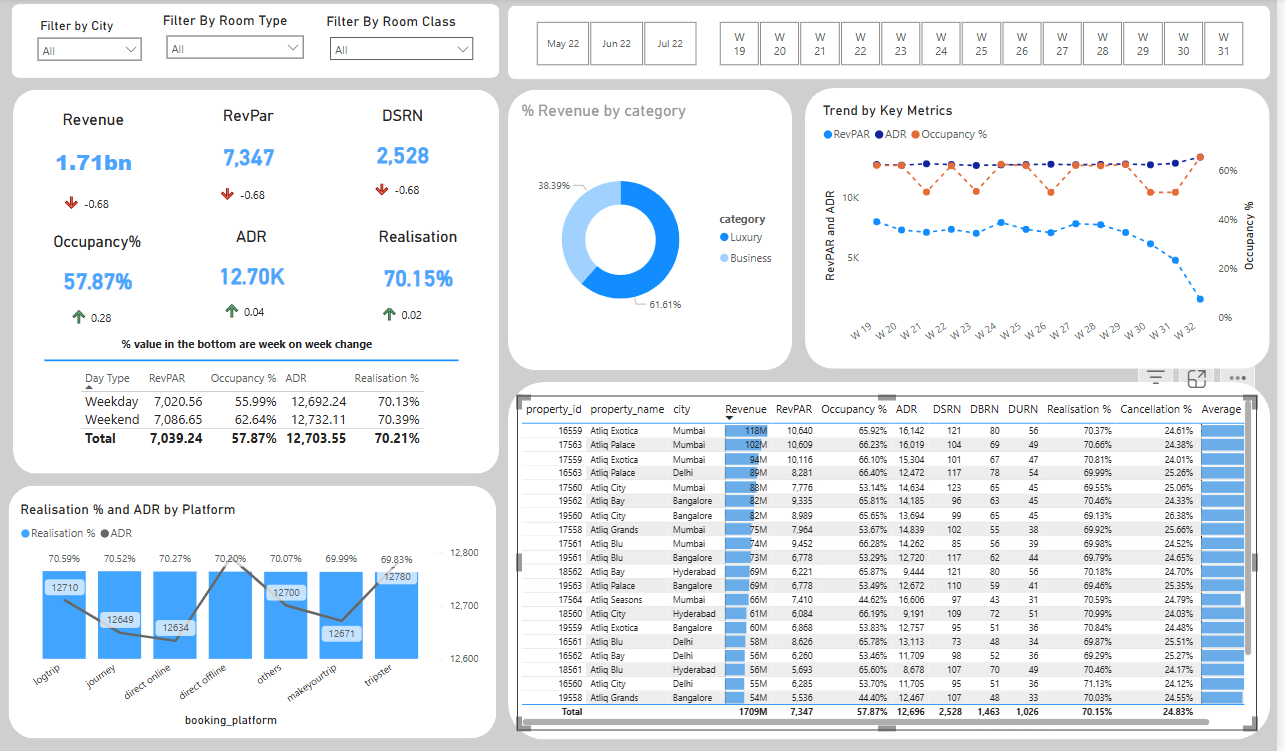 Filter by City
Filter By Room Type
Filter By Room Class
All
All
All
May 22
Jun 22
Jul 22
W 19
W 20
W 21
W 22
W 23
W 24
W 25
W 26
W 27
W 28
W 29
W 30
W 31
Revenue
RevPar
DSRN
1.71bn
7,347
2,528
-0.68
-0.68
-0.68
Occupancy%
ADR
Realisation
57.87%
12.70K
70.15%
0.28
0.04
0.02
% value in the bottom are week on week change
Day Type RevPAR Occupancy % ADR Realisation %
Weekday 7,020.56 55.99% 12,692.24 70.13%
Weekend 7,086.65 62.64% 12,732.11 70.39%
Total 7,039.24 57.87% 12,703.55 70.21%
% Revenue by category
38.39%
61.61%
category
Luxury
Business
Trend by Key Metrics
RevPAR ADR Occupancy %
RevPAR and ADR
10K
5K
60%
40%
20%
0%
Occupancy %
W 19 W 20 W 21 W 22 W 23 W 24 W 25 W 26 W 27 W 28 W 29 W 30 W 31 W 32
Realisation % and ADR by Platform
Realisation % ADR
70.59% 70.52% 70.27% 70.20% 70.07% 69.99% 69.83%
12710 12649 12634 12700 12671 12780
12,800
12,700
12,600
logtrip journey direct online direct offline others makeyourtrip tripster
booking_platform
property_id property_name city Revenue RevPAR Occupancy % ADR DSRN DBRN DURN Realisation % Cancellation % Average
16559 Atliq Exotica Mumbai 118M 10,640 65.92% 16,142 121 80 56 70.37% 24.61%
17563 Atliq Palace Mumbai 102M 10,609 66.23% 16,019 104 69 49 70.66% 24.38%
17559 Atliq Exotica Mumbai 94M 10,116 66.10% 15,304 101 67 47 70.81% 24.01%
16563 Atliq Palace Delhi 89M 8,281 66.40% 12,472 117 78 54 69.99% 25.26%
17560 Atliq City Mumbai 88M 7,776 53.14% 14,634 123 65 45 69.55% 25.06%
19562 Atliq Bay Bangalore 82M 9,335 65.81% 14,185 96 63 45 70.46% 24.33%
19560 Atliq City Bangalore 82M 8,989 65.65% 13,694 99 65 45 69.13% 26.38%
17558 Atliq Grands Mumbai 75M 7,964 53.67% 14,839 102 55 38 69.92% 25.66%
17561 Atliq Blu Mumbai 74M 9,452 66.28% 14,262 85 56 39 69.98% 24.52%
19561 Atliq Blu Bangalore 73M 6,778 53.29% 12,720 117 62 44 69.79% 24.65%
18562 Atliq Bay Hyderabad 69M 6,221 65.87% 9,444 121 80 56 70.18% 24.70%
19563 Atliq Palace Bangalore 69M 6,778 53.49% 12,672 110 59 41 69.46% 25.35%
17564 Atliq Seasons Mumbai 66M 7,410 44.62% 16,606 97 43 31 70.59% 24.79%
18560 Atliq City Hyderabad 61M 6,084 66.19% 9,191 109 72 51 70.99% 24.03%
19559 Atliq Exotica Bangalore 60M 6,868 53.83% 12,757 95 51 36 70.84% 24.48%
16561 Atliq Blu Delhi 58M 8,626 65.78% 13,113 73 48 34 69.87% 25.51%
16562 Atliq Bay Delhi 56M 6,260 53.46% 11,709 98 52 36 69.29% 25.27%
18561 Atliq Blu Hyderabad 56M 5,693 65.60% 8,678 107 70 49 70.46% 24.17%
16560 Atliq City Delhi 55M 6,285 53.70% 11,705 95 51 36 71.13% 24.12%
19558 Atliq Grands Bangalore 54M 5,536 44.40% 12,467 107 48 33 70.03% 24.55%
Total 1709M 7,347 57.87% 12,696 2,528 1,463 1,026 70.15% 24.83%